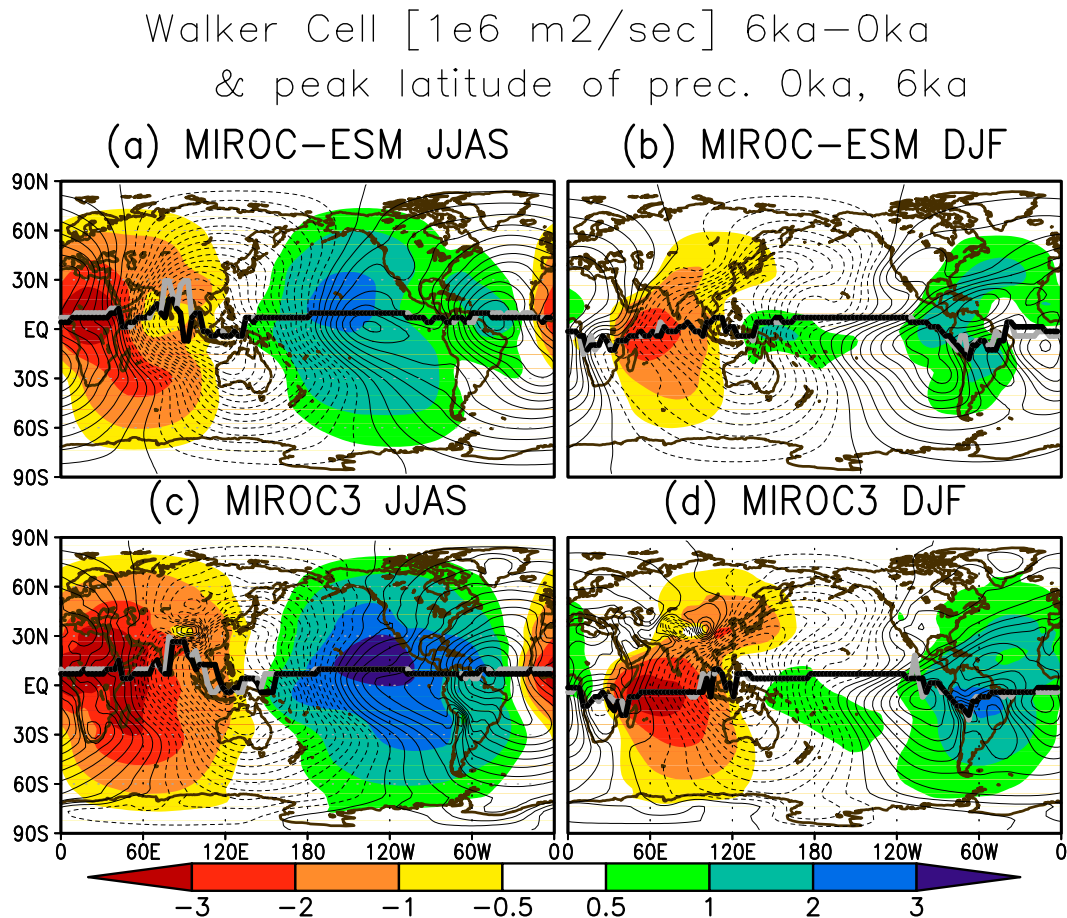 Walker Cell [1e6 m2/sec] 6ka−0ka
& peak latitude of prec. 0ka, 6ka
(a) MIROC−ESM JJAS
(b) MIROC−ESM DJF
90N
60N
30N
EQ
30S
60S
90S
(c) MIROC3 JJAS
(d) MIROC3 DJF
90N
60N
30N
EQ
30S
60S
90S
0 60E 120E 180 120W 60W 0
0 60E 120E 180 120W 60W 0
−3 −2 −1 −0.5 0.5 1 2 3